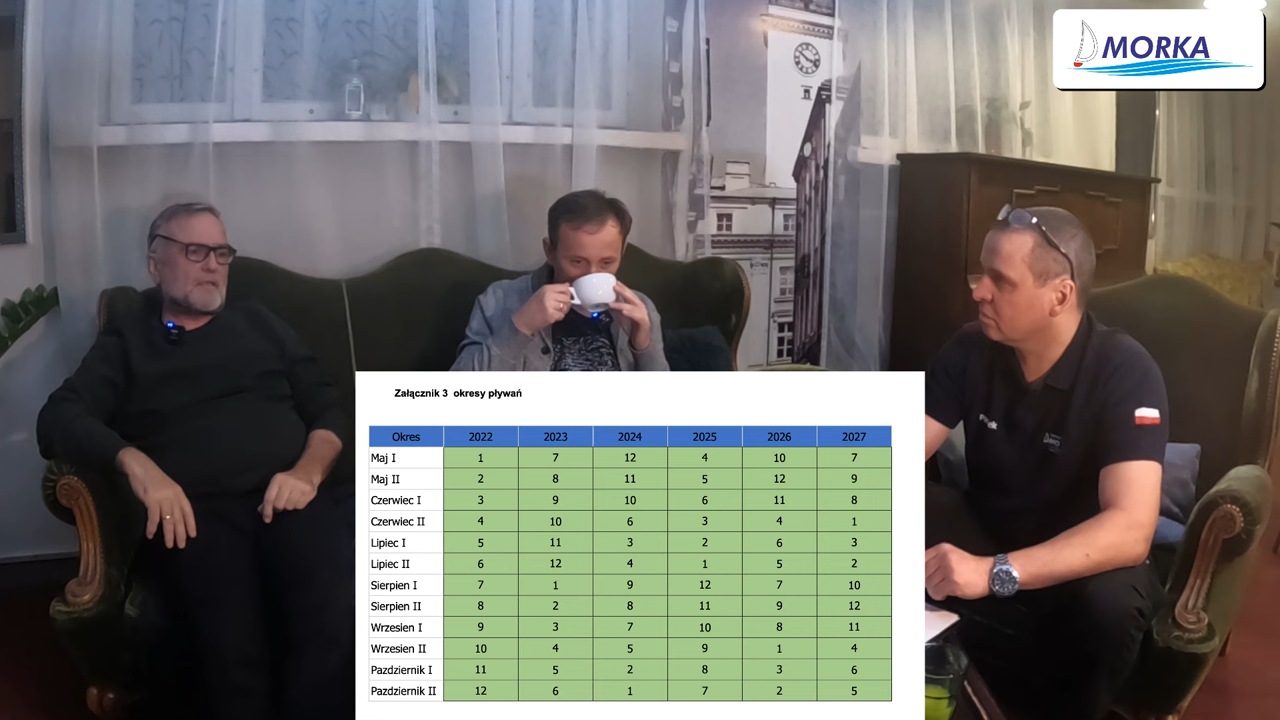 MORKA
Załącznik 3 okresy pływań
Okres 2022 2023 2024 2025 2026 2027
Maj I 1 7 12 4 10 7
Maj II 2 8 11 5 12 9
Czerwiec I 3 9 10 6 11 8
Czerwiec II 4 10 6 3 4 1
Lipiec I 5 11 3 2 6 3
Lipiec II 6 12 4 1 5 2
Sierpien I 7 1 9 12 7 10
Sierpien II 8 2 8 11 9 12
Wrzesien I 9 3 7 10 8 11
Wrzesien II 10 4 5 9 1 4
Pazdziernik I 11 5 2 8 3 6
Pazdziernik II 12 6 1 7 2 5